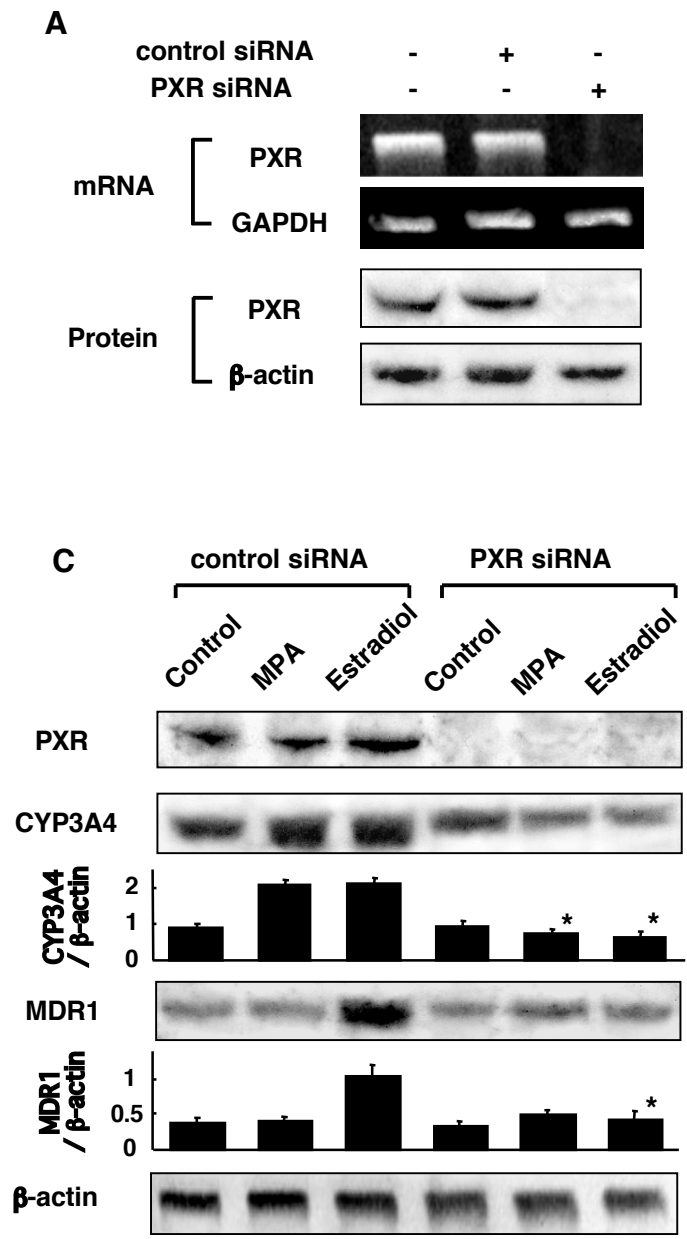 A
control siRNA - + -
PXR siRNA - - +
mRNA
PXR
GAPDH
Protein
PXR
β-actin
C
control siRNA PXR siRNA
Control MPA Estradiol Control MPA Estradiol
PXR
CYP3A4
CYP3A4
/ β-actin
2
1
0
* *
MDR1
MDR1
/ β-actin
1
0.5
0
*
β-actin